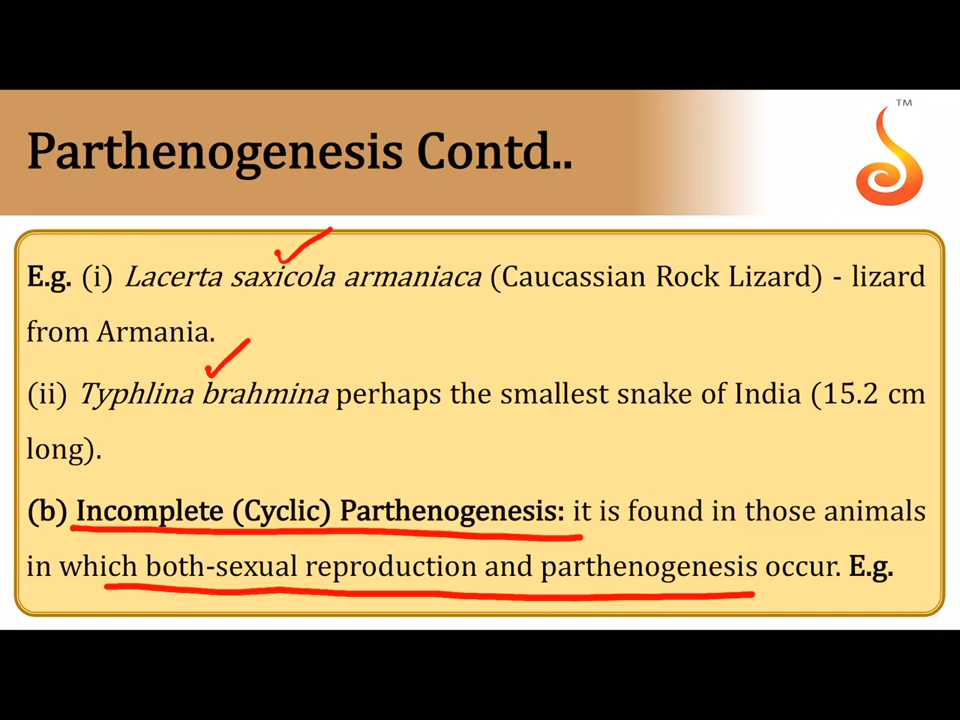 TM
Parthenogenesis Contd..
E.g. (i) Lacerta saxicola armaniaca (Caucassian Rock Lizard) - lizard
from Armania.
(ii) Typhlina brahmina perhaps the smallest snake of India (15.2 cm
long).
(b) Incomplete (Cyclic) Parthenogenesis: it is found in those animals
in which both-sexual reproduction and parthenogenesis occur. E.g.